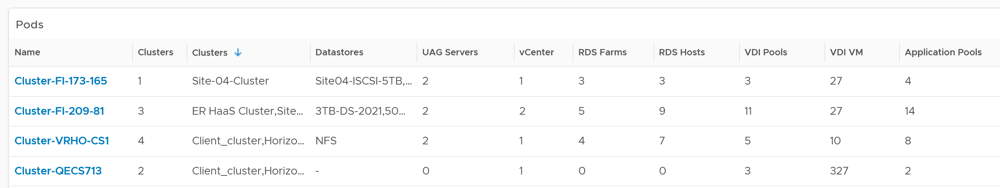 Pods
Name Clusters Clusters Datastores UAG Servers vCenter RDS Farms RDS Hosts VDI Pools VDI VM Application Pools
Cluster-FI-173-165 1 Site-04-Cluster Site04-ISCSI-5TB,... 2 1 3 3 3 27 4
Cluster-FI-209-81 3 ER HaaS Cluster,Site... 3TB-DS-2021,50... 2 2 5 9 11 27 14
Cluster-VRHO-CS1 4 Client_cluster,Horizo... NFS 2 1 4 7 5 10 8
Cluster-QECS713 2 Client_cluster,Horizo... - 0 1 0 0 3 327 2